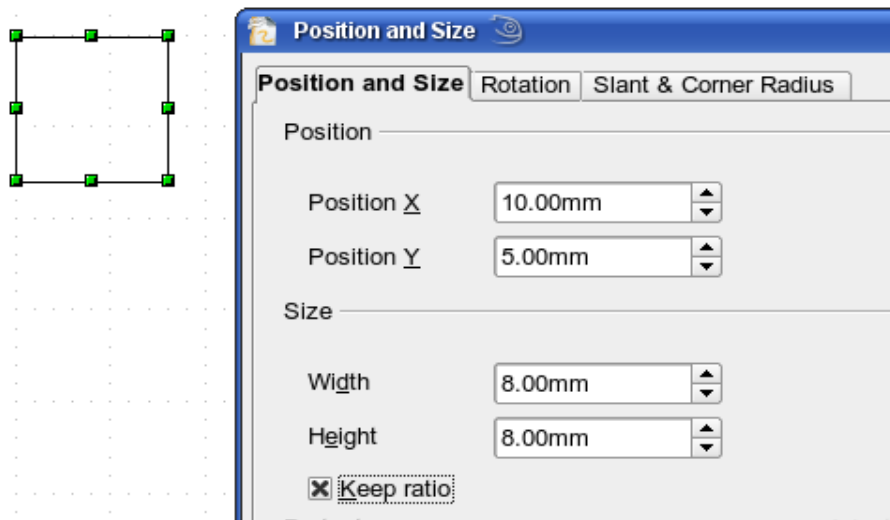 Position and Size
Position and Size Rotation Slant & Corner Radius
Position
Position X 10.00mm
Position Y 5.00mm
Size
Width 8.00mm
Height 8.00mm
Keep ratio